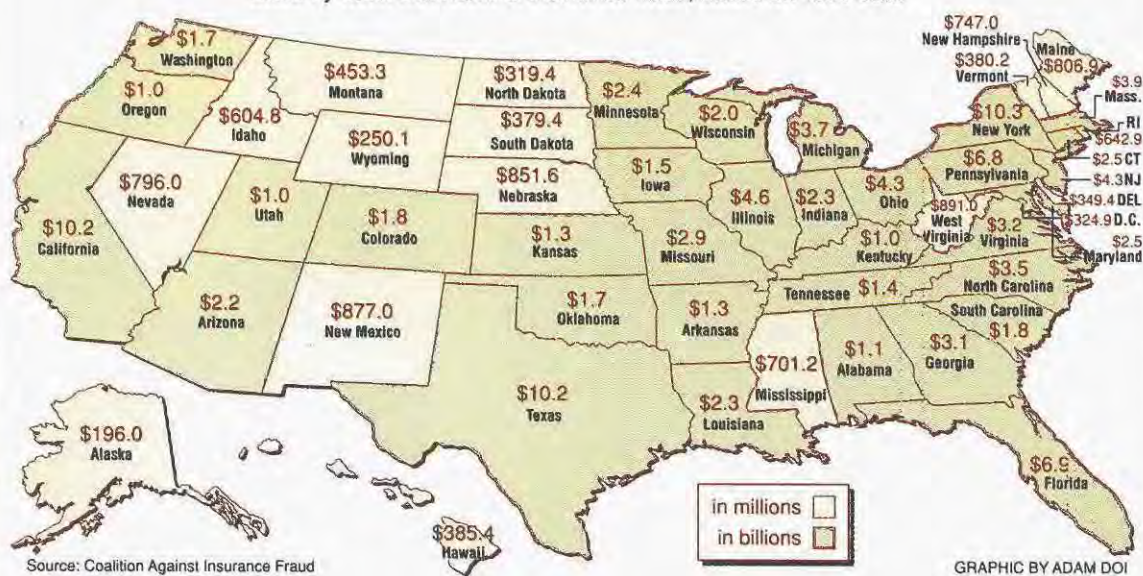 $1.7
Washington
$1.0
Oregon
$604.8
Idaho
$453.3
Montana
$319.4
North Dakota
$379.4
South Dakota
$250.1
Wyoming
$851.6
Nebraska
$2.4
Minnesota
$2.0
Wisconsin
$3.7
Michigan
$1.5
Iowa
$4.6
Illinois
$2.3
Indiana
$4.3
Ohio
$747.0
New Hampshire
$380.2
Vermont
Maine
$806.9
$3.9
Mass.
$10.3
New York
RI
$642.9
$2.5 CT
$6.8
Pennsylvania
$4.3 NJ
$349.4 DEL
$324.9 D.C.
$2.5
Maryland
$891.0
West
Virginia
$3.2
Virginia
$796.0
Nevada
$10.2
California
$1.0
Utah
$1.8
Colorado
$1.3
Kansas
$2.9
Missouri
$1.0
Kentucky
Tennessee $1.4
$3.5
North Carolina
South Carolina
$1.8
$2.2
Arizona
$877.0
New Mexico
$1.7
Oklahoma
$1.3
Arkansas
$701.2
Mississippi
$1.1
Alabama
$3.1
Georgia
$10.2
Texas
$2.3
Louisiana
$6.9
Florida
$196.0
Alaska
$385.4
Hawaii
in millions
in billions
Source: Coalition Against Insurance Fraud
GRAPHIC BY ADAM DOI